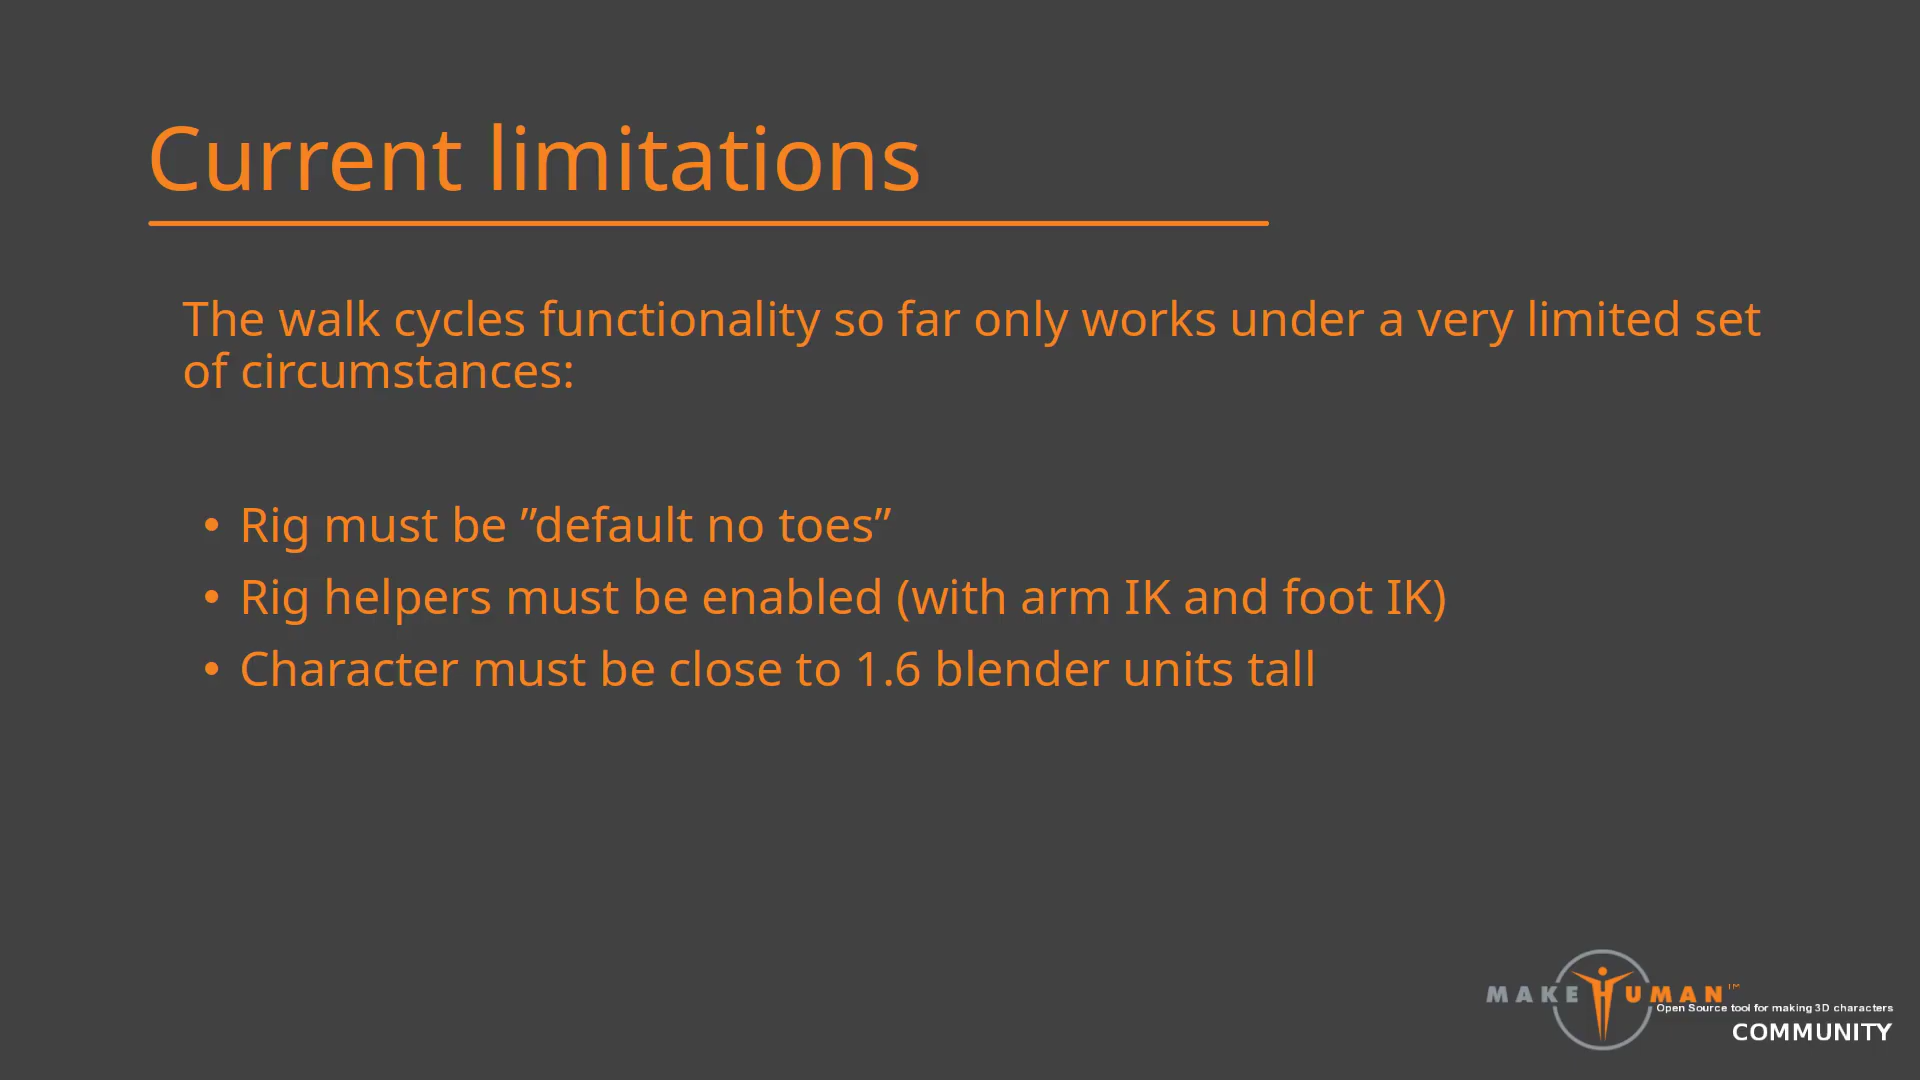 Current limitations
The walk cycles functionality so far only works under a very limited set
of circumstances:
• Rig must be ”default no toes”
• Rig helpers must be enabled (with arm IK and foot IK)
• Character must be close to 1.6 blender units tall
MAKEHUMAN™
Open Source tool for making 3D characters
COMMUNITY